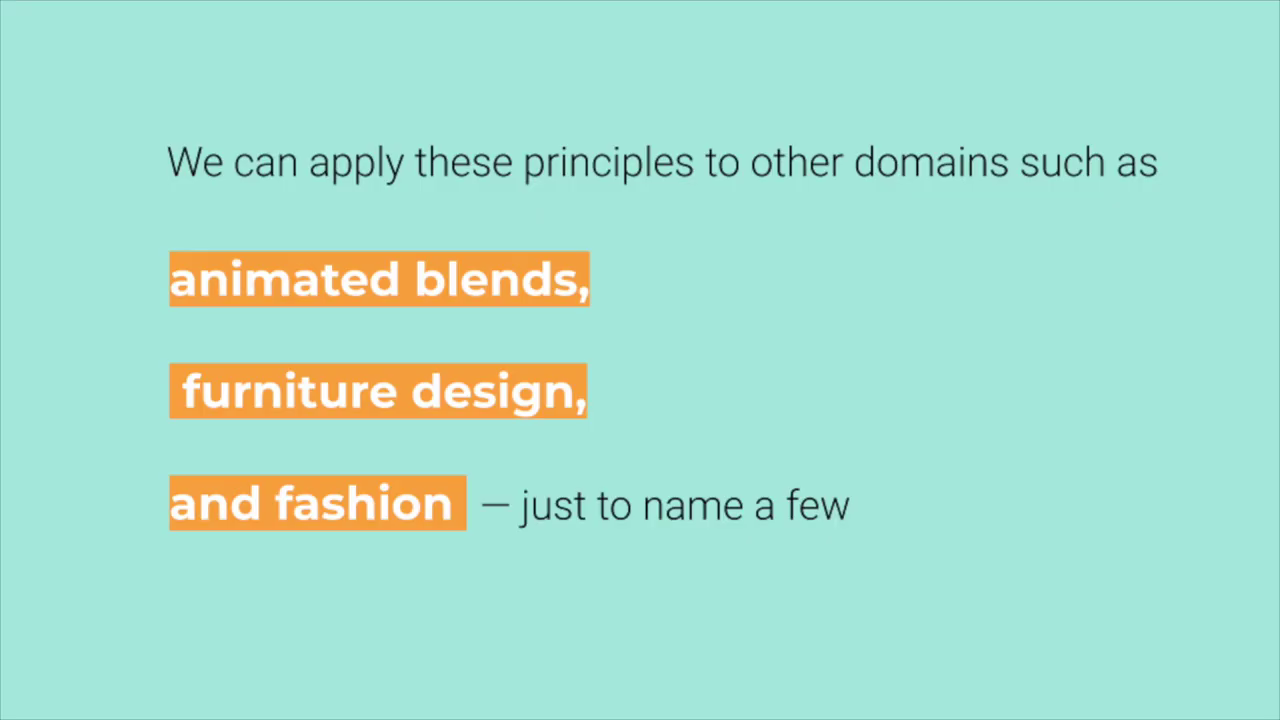 We can apply these principles to other domains such as
animated blends,
furniture design,
and fashion — just to name a few